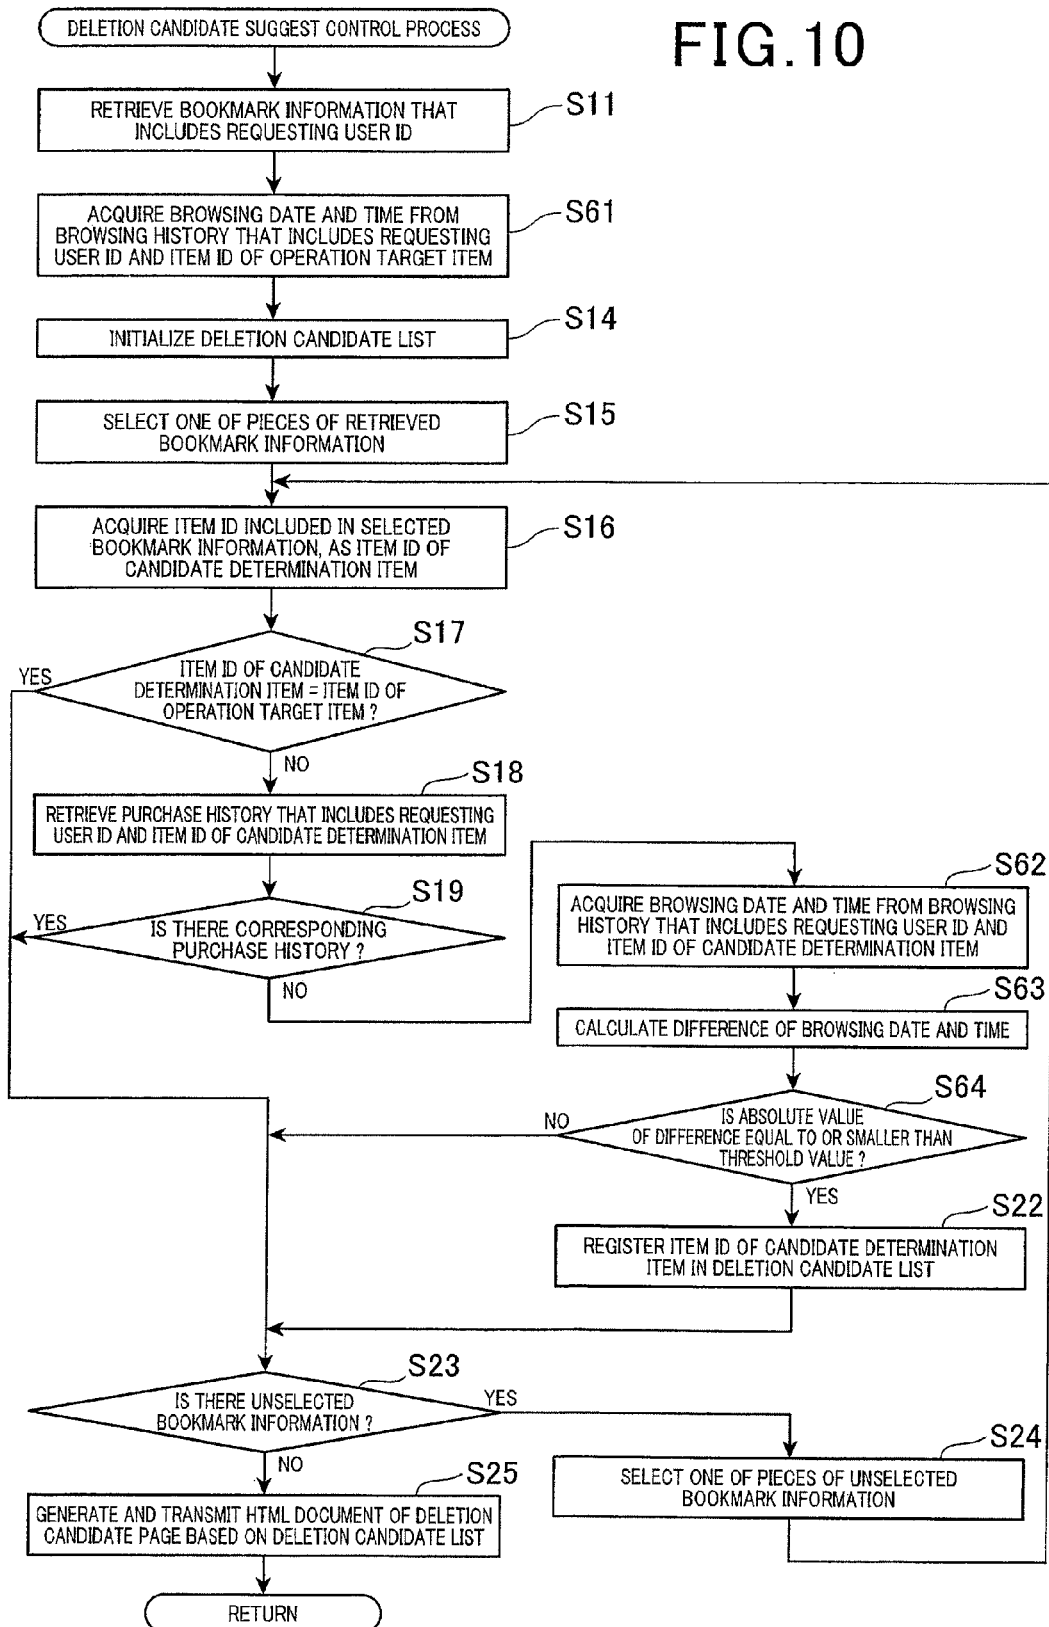 DELETION CANDIDATE SUGGEST CONTROL PROCESS
FIG.10
RETRIEVE BOOKMARK INFORMATION THAT
INCLUDES REQUESTING USER ID
S11
ACQUIRE BROWSING DATE AND TIME FROM
BROWSING HISTORY THAT INCLUDES REQUESTING
USER ID AND ITEM ID OF OPERATION TARGET ITEM
S61
INITIALIZE DELETION CANDIDATE LIST
S14
SELECT ONE OF PIECES OF RETRIEVED
BOOKMARK INFORMATION
S15
ACQUIRE ITEM ID INCLUDED IN SELECTED
BOOKMARK INFORMATION, AS ITEM ID OF
CANDIDATE DETERMINATION ITEM
S16
S17
YES
ITEM ID OF CANDIDATE
DETERMINATION ITEM = ITEM ID OF
OPERATION TARGET ITEM ?
NO
S18
RETRIEVE PURCHASE HISTORY THAT INCLUDES REQUESTING
USER ID AND ITEM ID OF CANDIDATE DETERMINATION ITEM
S19
YES
IS THERE CORRESPONDING
PURCHASE HISTORY ?
NO
S62
ACQUIRE BROWSING DATE AND TIME FROM BROWSING
HISTORY THAT INCLUDES REQUESTING USER ID AND
ITEM ID OF CANDIDATE DETERMINATION ITEM
S63
CALCULATE DIFFERENCE OF BROWSING DATE AND TIME
S64
NO
IS ABSOLUTE VALUE
OF DIFFERENCE EQUAL TO OR SMALLER THAN
THRESHOLD VALUE ?
YES
S22
REGISTER ITEM ID OF CANDIDATE DETERMINATION
ITEM IN DELETION CANDIDATE LIST
S23
IS THERE UNSELECTED
BOOKMARK INFORMATION ?
YES
NO
S24
SELECT ONE OF PIECES OF UNSELECTED
BOOKMARK INFORMATION
S25
GENERATE AND TRANSMIT HTML DOCUMENT OF DELETION
CANDIDATE PAGE BASED ON DELETION CANDIDATE LIST
RETURN